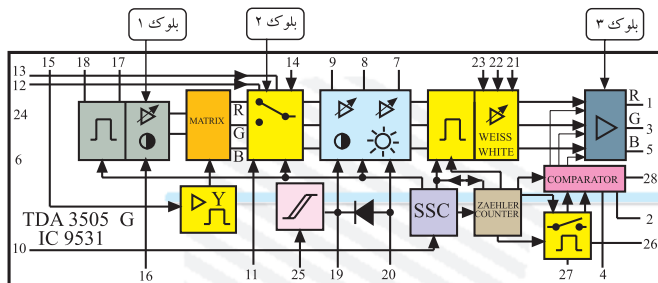 بلوک ۱
بلوک ۲
بلوک ۳
15
18
17
13
12
14
9
8
7
23
22
21
24
MATRIX
R
G
B
WEISS
WHITE
R
1
G
3
B
5
6
Y
COMPARATOR
28
TDA 3505 G
IC 9531
SSC
ZAEHLER
COUNTER
2
10
26
16
11
25
19
20
27
4